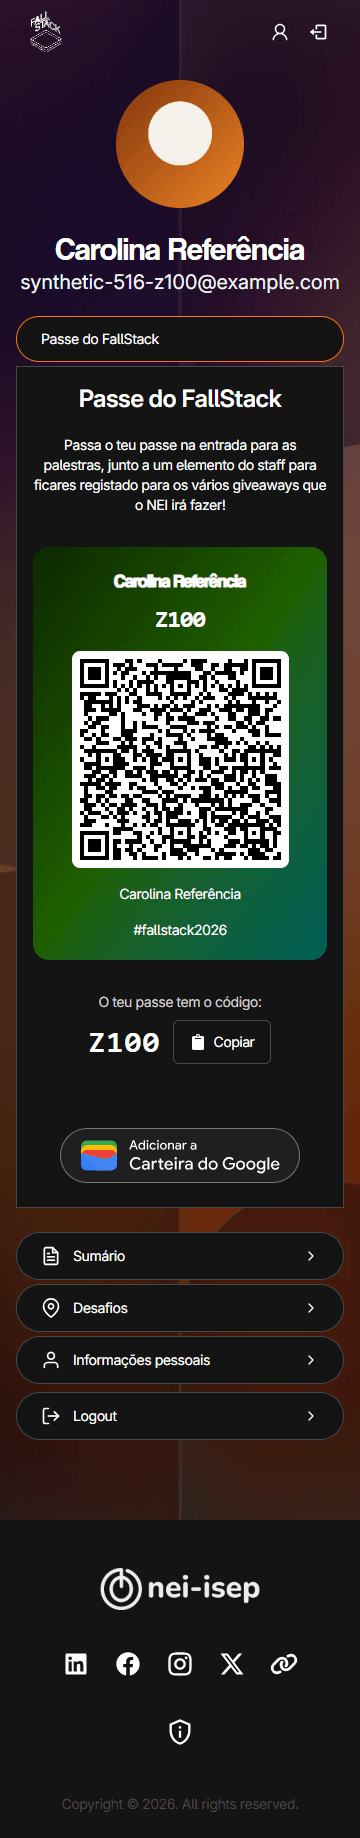 FALL
STACK
Carolina Referência
synthetic-516-z100@example.com
Passe do FallStack
Passe do FallStack
Passa o teu passe na entrada para as
palestras, junto a um elemento do staff para
ficares registado para os vários giveaways que
o NEI irá fazer!
Carolina Referência
Z100
Carolina Referência
#fallstack2026
O teu passe tem o código:
Z100
Copiar
Adicionar a
Carteira do Google
Sumário
Desafios
Informações pessoais
Logout
nei-isep
Copyright © 2026. All rights reserved.